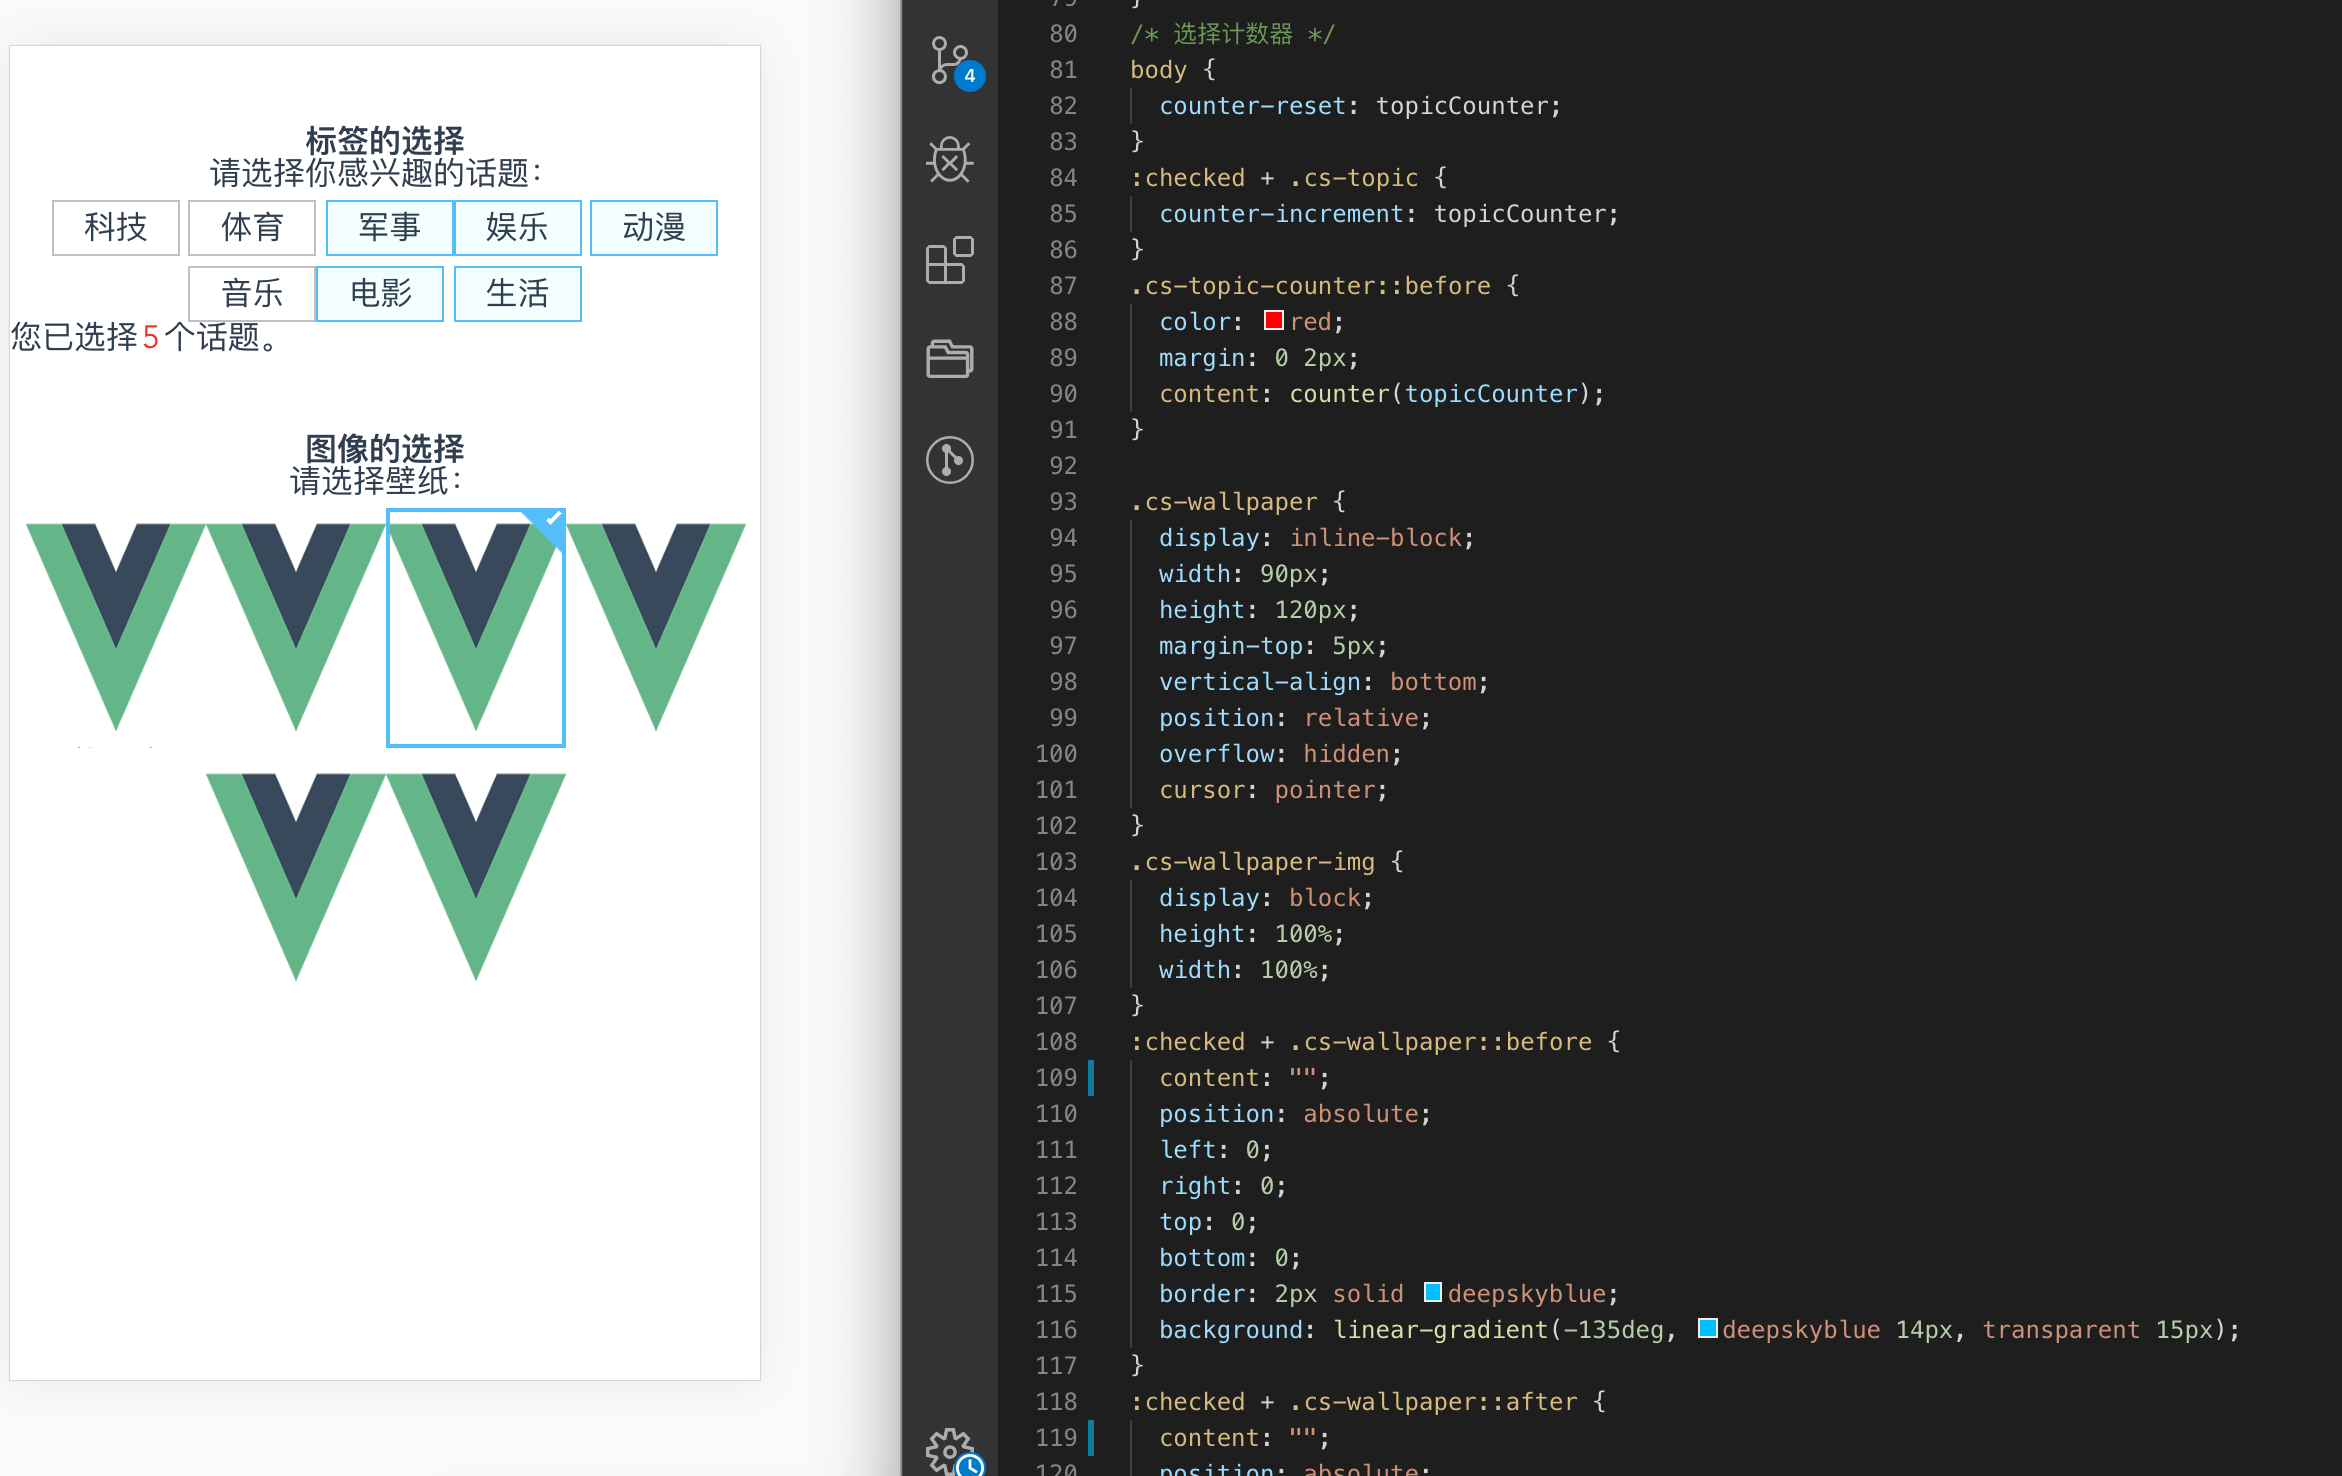 标签的选择
请选择你感兴趣的话题：
科技 体育 军事 娱乐 动漫
音乐 电影 生活
您已选择5个话题。
图像的选择
请选择壁纸：
4
79 }
80 /* 选择计数器 */
81 body {
82 counter-reset: topicCounter;
83 }
84 :checked + .cs-topic {
85 counter-increment: topicCounter;
86 }
87 .cs-topic-counter::before {
88 color: red;
89 margin: 0 2px;
90 content: counter(topicCounter);
91 }
92
93 .cs-wallpaper {
94 display: inline-block;
95 width: 90px;
96 height: 120px;
97 margin-top: 5px;
98 vertical-align: bottom;
99 position: relative;
100 overflow: hidden;
101 cursor: pointer;
102 }
103 .cs-wallpaper-img {
104 display: block;
105 height: 100%;
106 width: 100%;
107 }
108 :checked + .cs-wallpaper::before {
109 content: "";
110 position: absolute;
111 left: 0;
112 right: 0;
113 top: 0;
114 bottom: 0;
115 border: 2px solid deepskyblue;
116 background: linear-gradient(-135deg, deepskyblue 14px, transparent 15px);
117 }
118 :checked + .cs-wallpaper::after {
119 content: "";
120 position: absolute;